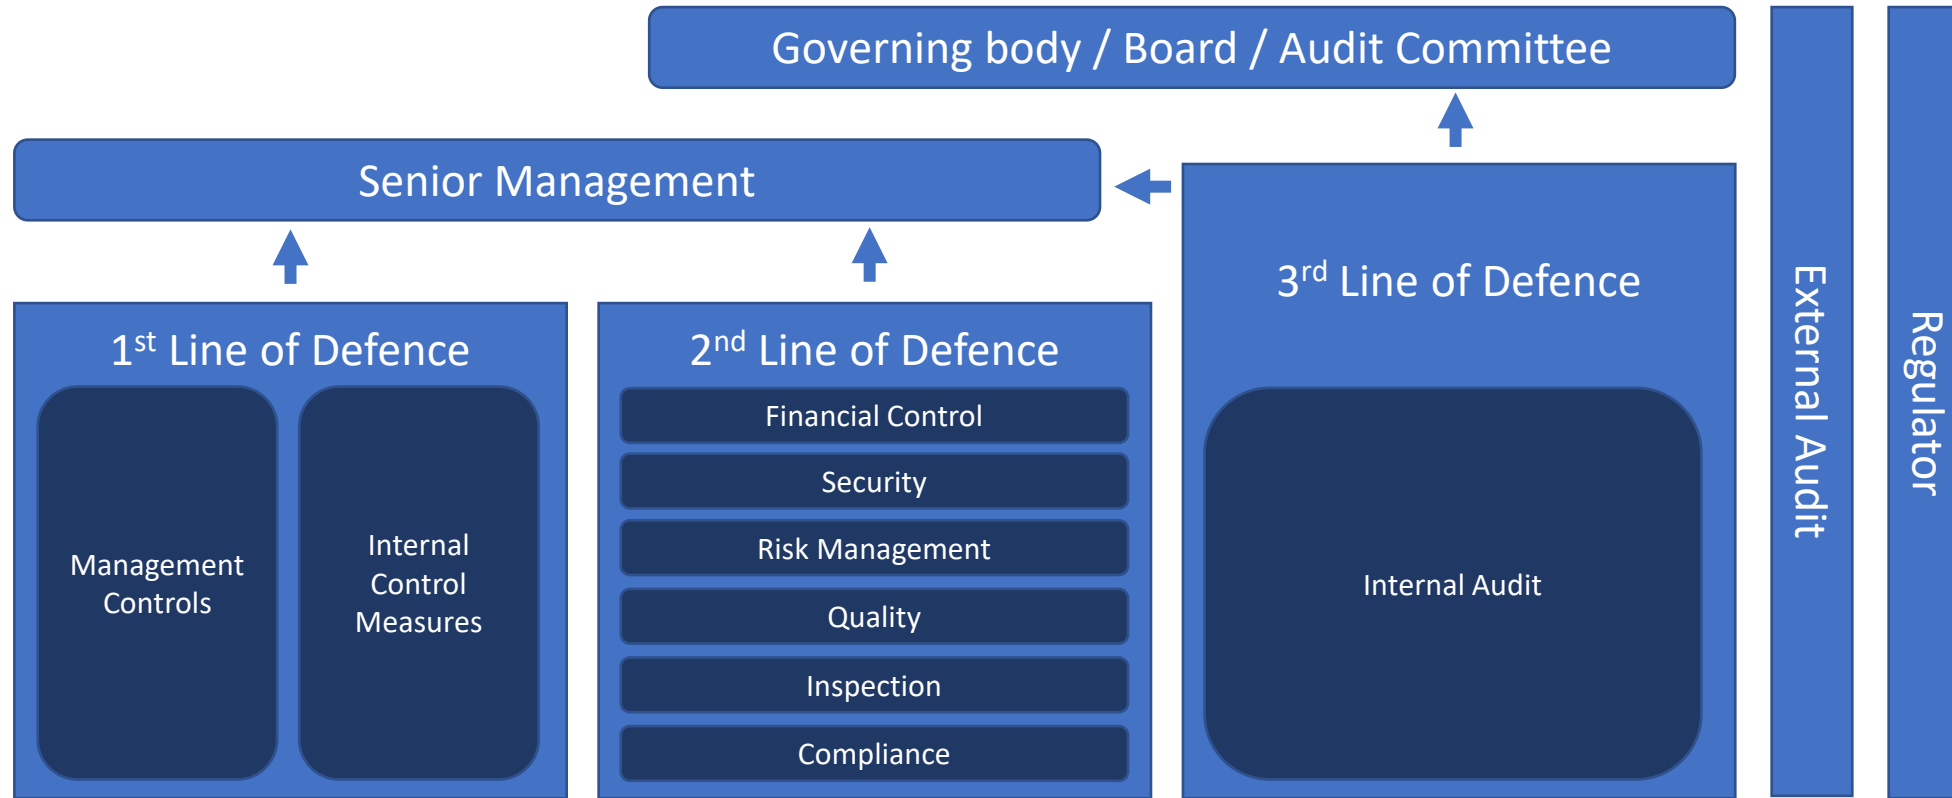 Governing body / Board / Audit Committee
Senior Management
1st Line of Defence
Management
Controls
Internal
Control
Measures
2nd Line of Defence
Financial Control
Security
Risk Management
Quality
Inspection
Compliance
3rd Line of Defence
Internal Audit
External Audit
Regulator